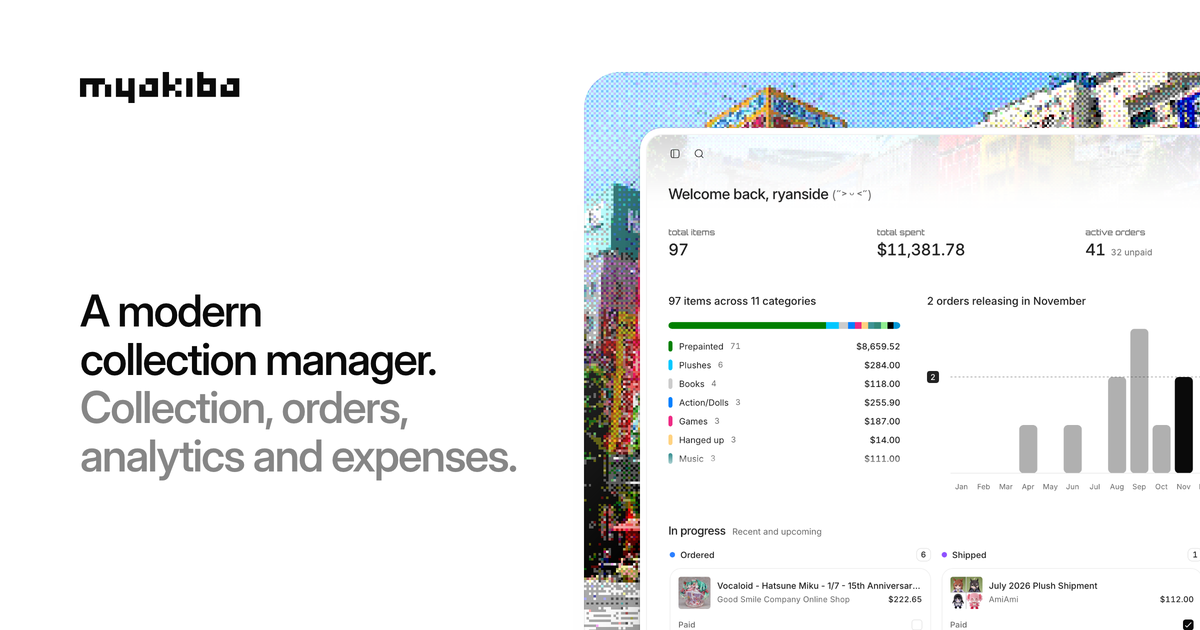 myakiba
A modern
collection manager.
Collection, orders,
analytics and expenses.
Welcome back, ryanside (˶˃ ᵕ ˂˶)
total items
97
total spent
$11,381.78
active orders
41 32 unpaid
97 items across 11 categories
Prepainted 71 $8,659.52
Plushes 6 $284.00
Books 4 $118.00
Action/Dolls 3 $255.90
Games 3 $187.00
Hanged up 3 $14.00
Music 3 $111.00
2 orders releasing in November
2
Jan Feb Mar Apr May Jun Jul Aug Sep Oct Nov
In progress Recent and upcoming
Ordered 6
Vocaloid - Hatsune Miku - 1/7 - 15th Anniversar...
Good Smile Company Online Shop $222.65
Paid
Shipped 1
July 2026 Plush Shipment
AmiAmi $112.00
Paid